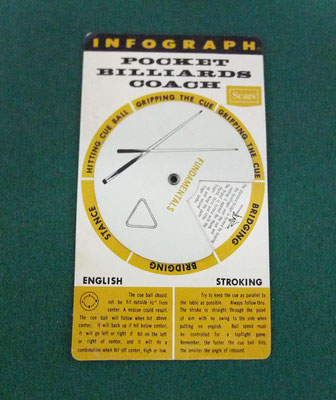 INFOGRAPH
POCKET
BILLIARDS
COACH
Sears
HITTING CUE BALL
GRIPPING THE CUE
GRIPPING THE CUE
BRIDGING
BRIDGING
STANCE
FUNDAMENTALS
ENGLISH
The cue ball should
not be hit outside ½" from
center. A miscue could result.
The cue ball will follow when hit above
center; it will back up if hit below center;
it will go left or right if hit on the left
or right of center; and it will do a
combination when hit off center, high or low.
STROKING
Try to keep the cue as parallel to
the table as possible. Always follow-thru.
The stroke is straight through the point
of aim with no swing to the side when
putting on english. Ball speed must
be controlled for a topflight game.
Remember, the faster the cue ball hits,
the smaller the angle of rebound.